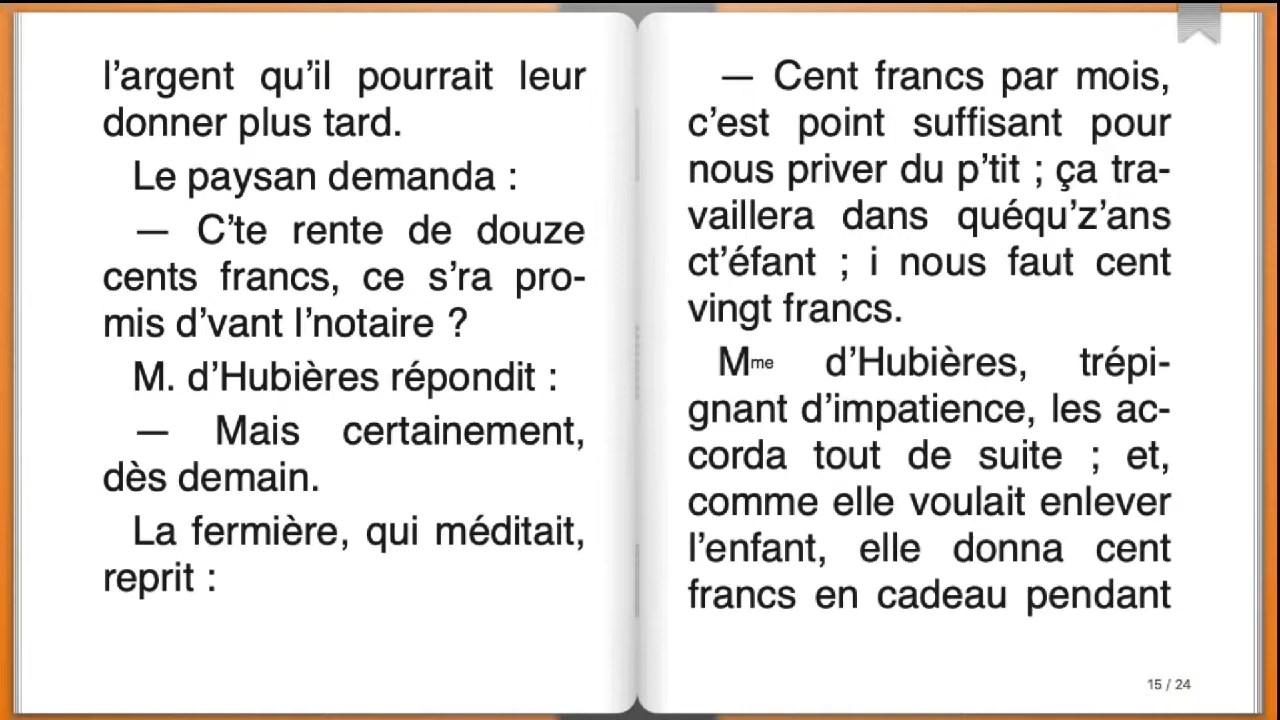 l’argent qu’il pourrait leur
donner plus tard.
Le paysan demanda :
— C’te rente de douze
cents francs, ce s’ra pro-
mis d’vant l’notaire ?
M. d’Hubières répondit :
— Mais certainement,
dès demain.
La fermière, qui méditait,
reprit :
— Cent francs par mois,
c’est point suffisant pour
nous priver du p’tit ; ça tra-
vaillera dans quéqu’z’ans
ct’éfant ; i nous faut cent
vingt francs.
Mme d’Hubières, trépi-
gnant d’impatience, les ac-
corda tout de suite ; et,
comme elle voulait enlever
l’enfant, elle donna cent
francs en cadeau pendant
15 / 24